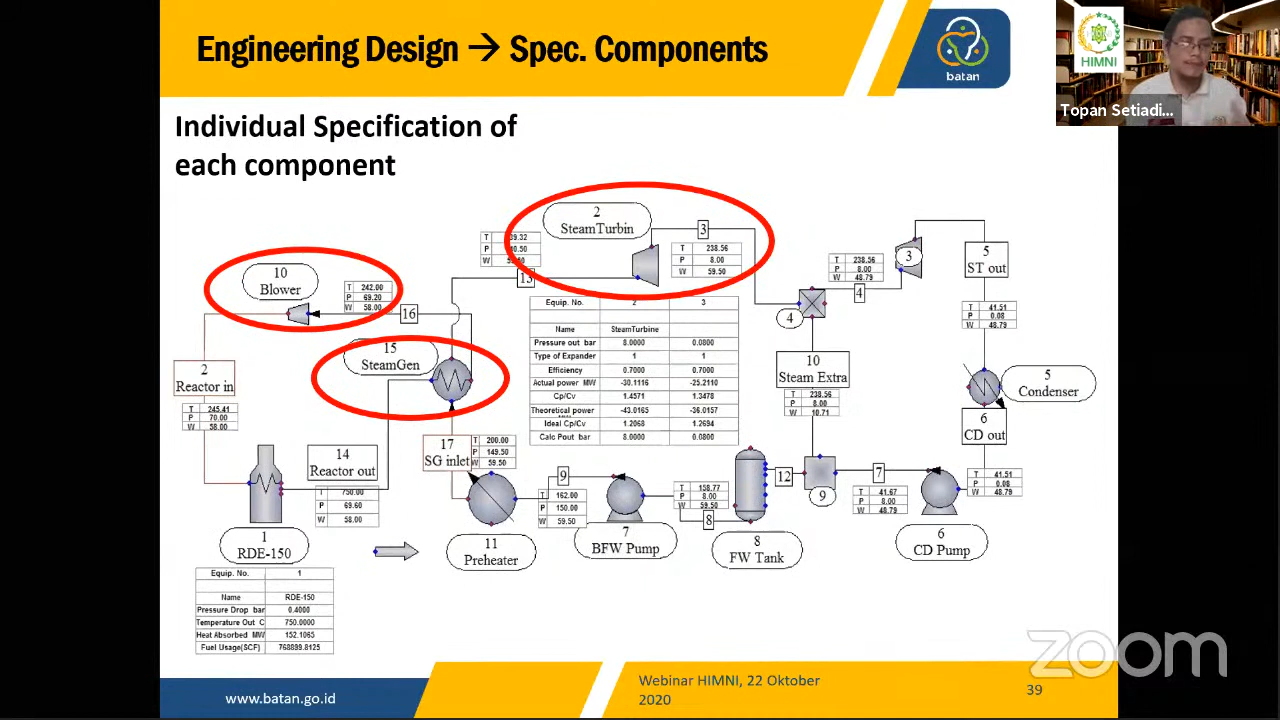 Engineering Design → Spec. Components
batan
HIMNI
Topan Setiadi...
Individual Specification of
each component
2
SteamTurbin
3
T 238.56
P 8.00
W 59.50
13
10
Blower
T 242.00
P 69.20
W 58.00
16
15
SteamGen
2
Reactor in
T 245.41
P 70.00
W 58.00
14
Reactor out
T 750.00
P 69.60
W 58.00
1
RDE-150
17
SG inlet
T 200.00
P 149.50
W 59.50
11
Preheater
9
T 162.00
P 150.00
W 59.50
7
BFW Pump
T 158.77
P 8.00
W 59.50
8
8
FW Tank
12
9
7
T 41.67
P 8.00
W 48.79
6
CD Pump
T 41.51
P 0.08
W 48.79
6
CD out
5
Condenser
T 41.51
P 0.08
W 48.79
5
ST out
3
T 238.56
P 8.00
W 48.79
4
4
10
Steam Extra
T 238.56
P 8.00
W 10.71
Equip. No. 2 3
Name SteamTurbine
Pressure out bar 8.0000 0.0800
Type of Expander 1 1
Efficiency 0.7000 0.7000
Actual power MW -30.1116 -25.2110
Cp/Cv 1.4571 1.3478
Theoretical power -43.0165 -36.0157
Ideal Cp/Cv 1.2068 1.2694
Calc Pout bar 8.0000 0.0800
Equip. No. 1
Name RDE-150
Pressure Drop bar 0.4000
Temperature Out C 750.0000
Heat Absorbed MW 152.1065
Fuel Usage(SCF) 768899.8125
zoom
www.batan.go.id
Webinar HIMNI, 22 Oktober
2020
39